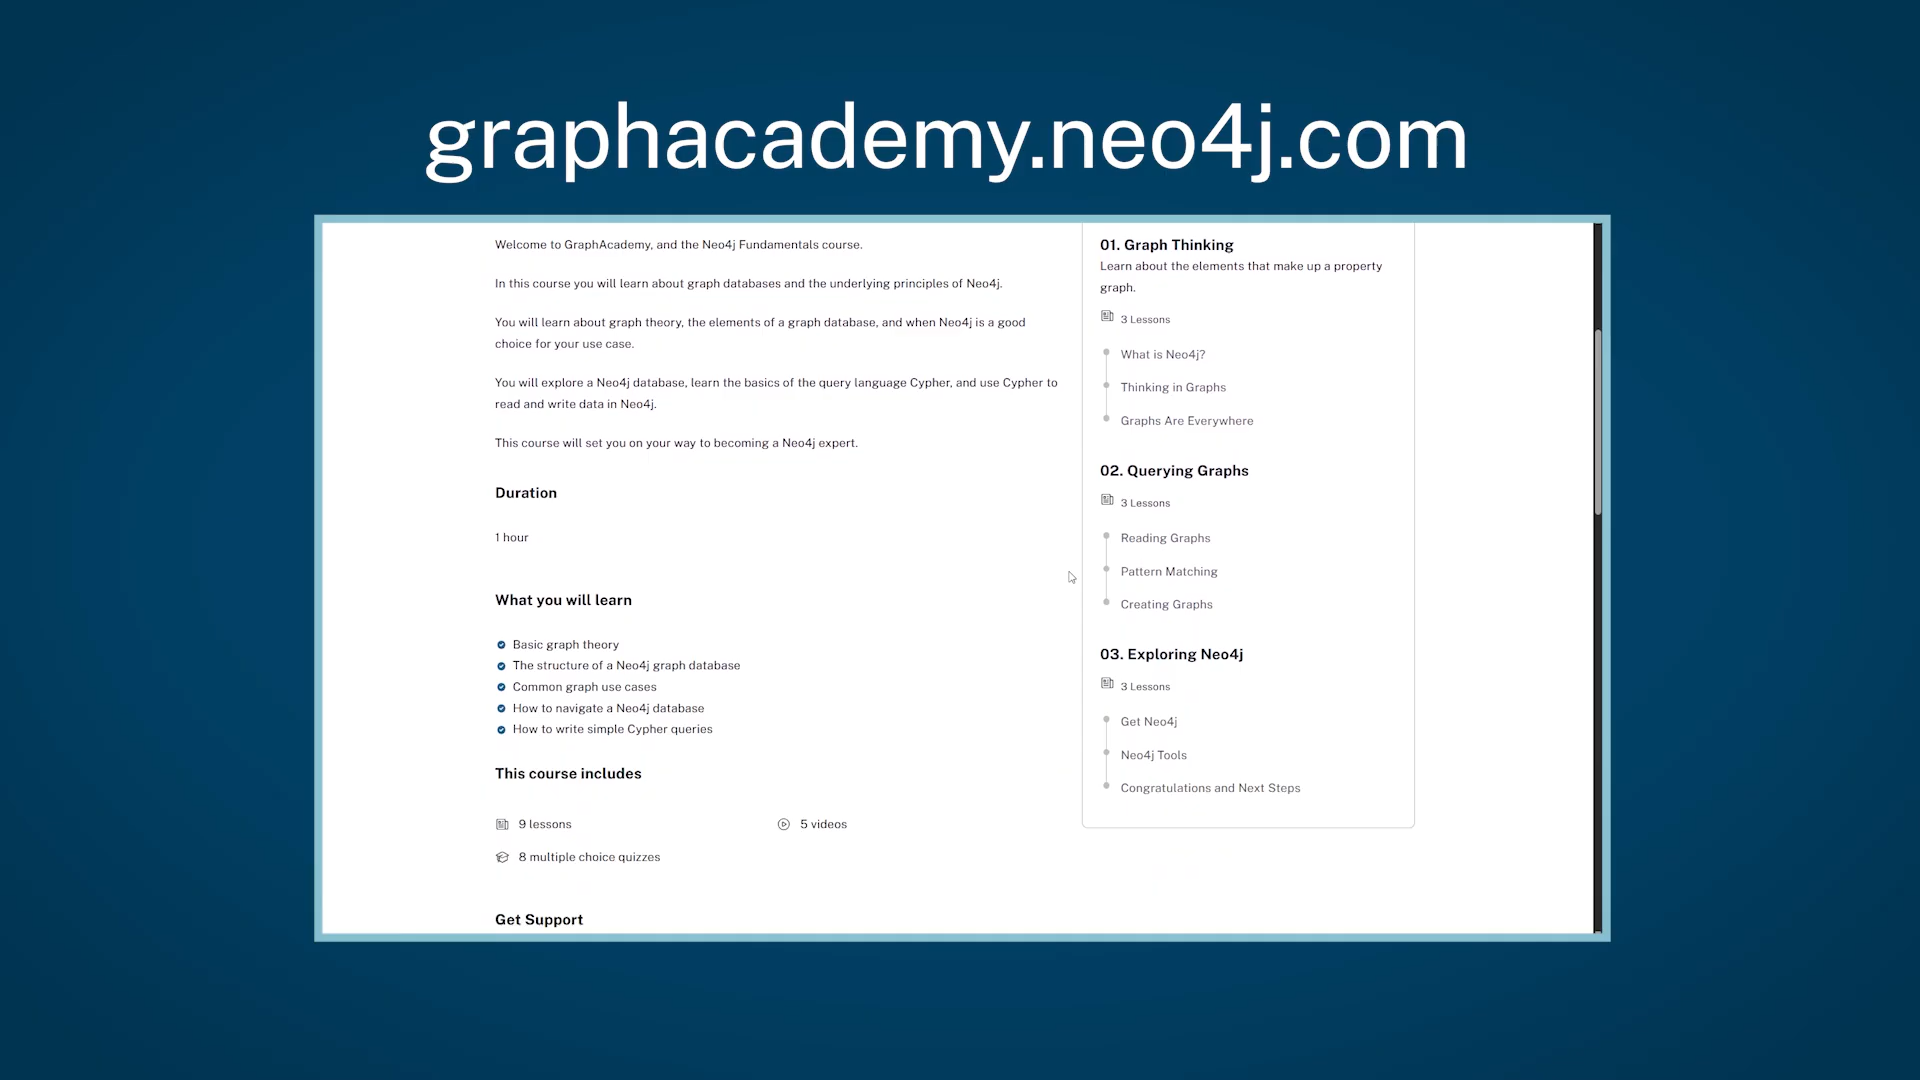 graphacademy.neo4j.com
Welcome to GraphAcademy, and the Neo4j Fundamentals course.
In this course you will learn about graph databases and the underlying principles of Neo4j.
You will learn about graph theory, the elements of a graph database, and when Neo4j is a good
choice for your use case.
You will explore a Neo4j database, learn the basics of the query language Cypher, and use Cypher to
read and write data in Neo4j.
This course will set you on your way to becoming a Neo4j expert.
Duration
1 hour
What you will learn
Basic graph theory
The structure of a Neo4j graph database
Common graph use cases
How to navigate a Neo4j database
How to write simple Cypher queries
This course includes
9 lessons
5 videos
8 multiple choice quizzes
Get Support
01. Graph Thinking
Learn about the elements that make up a property
graph.
3 Lessons
What is Neo4j?
Thinking in Graphs
Graphs Are Everywhere
02. Querying Graphs
3 Lessons
Reading Graphs
Pattern Matching
Creating Graphs
03. Exploring Neo4j
3 Lessons
Get Neo4j
Neo4j Tools
Congratulations and Next Steps